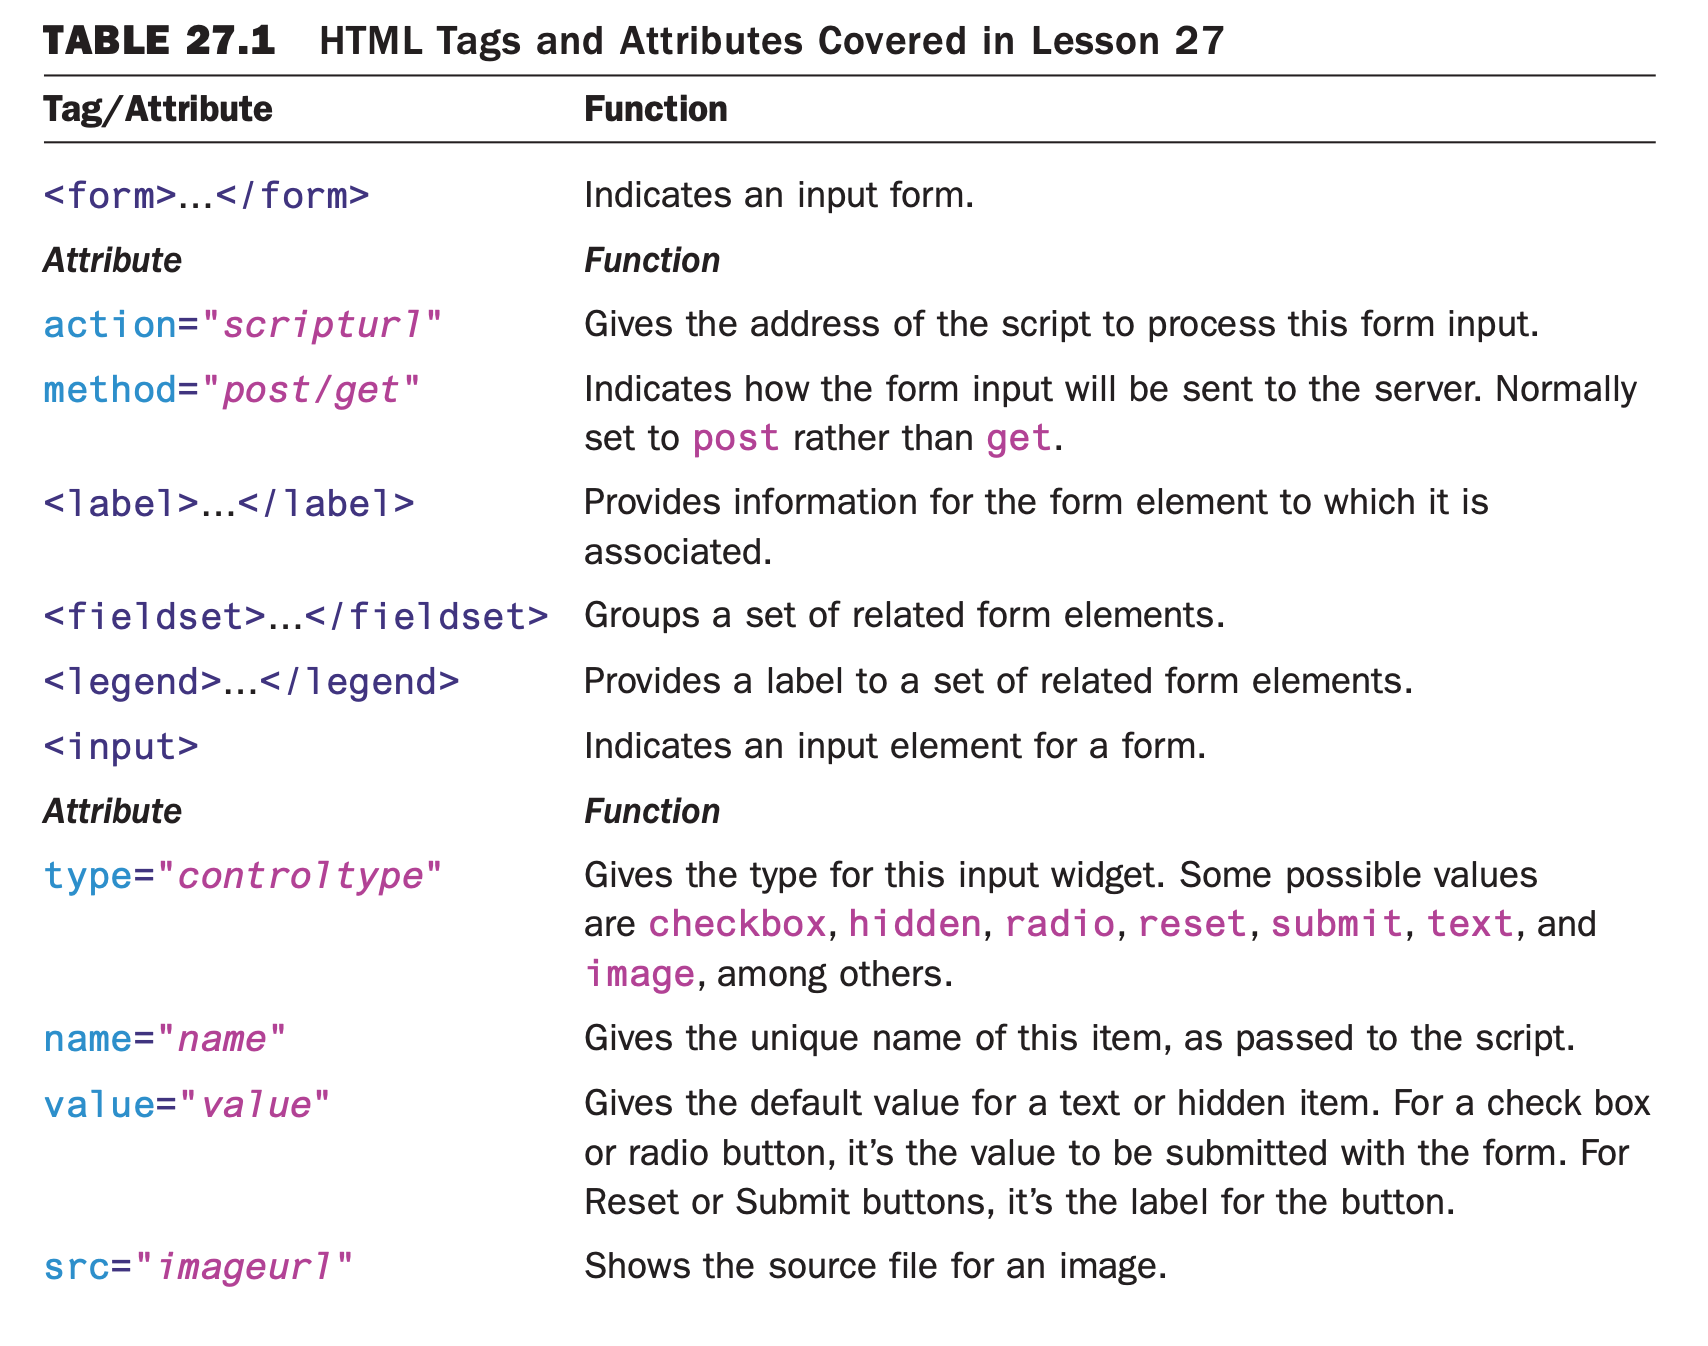 TABLE 27.1 HTML Tags and Attributes Covered in Lesson 27
Tag/Attribute Function
<form>...</form> Indicates an input form.
Attribute Function
action="scripturl" Gives the address of the script to process this form input.
method="post/get" Indicates how the form input will be sent to the server. Normally
set to post rather than get.
<label>...</label> Provides information for the form element to which it is
associated.
<fieldset>...</fieldset> Groups a set of related form elements.
<legend>...</legend> Provides a label to a set of related form elements.
<input> Indicates an input element for a form.
Attribute Function
type="controltype" Gives the type for this input widget. Some possible values
are checkbox, hidden, radio, reset, submit, text, and
image, among others.
name="name" Gives the unique name of this item, as passed to the script.
value="value" Gives the default value for a text or hidden item. For a check box
or radio button, it’s the value to be submitted with the form. For
Reset or Submit buttons, it’s the label for the button.
src="imageurl" Shows the source file for an image.